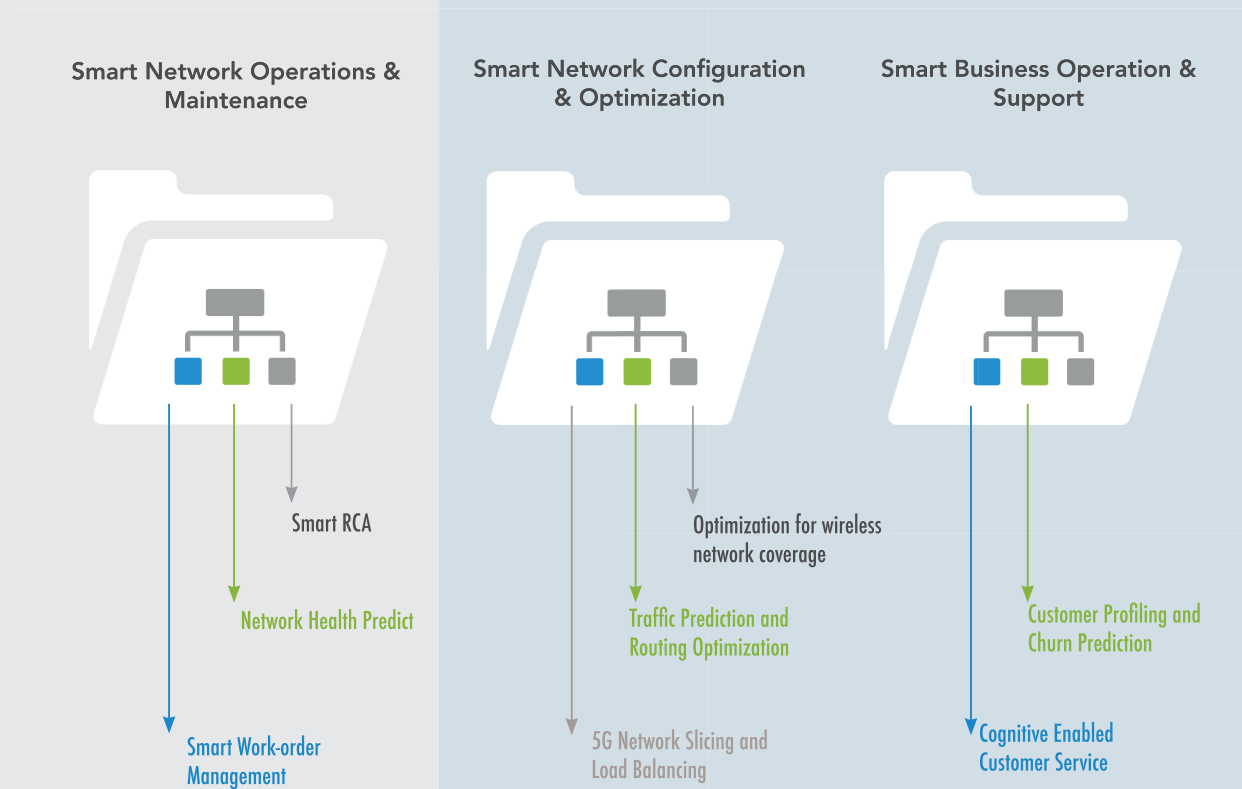 Smart Network Operations &
Maintenance
Smart Network Configuration
& Optimization
Smart Business Operation &
Support
Smart RCA
Network Health Predict
Smart Work-order
Management
Optimization for wireless
network coverage
Traffic Prediction and
Routing Optimization
5G Network Slicing and
Load Balancing
Customer Profiling and
Churn Prediction
Cognitive Enabled
Customer Service